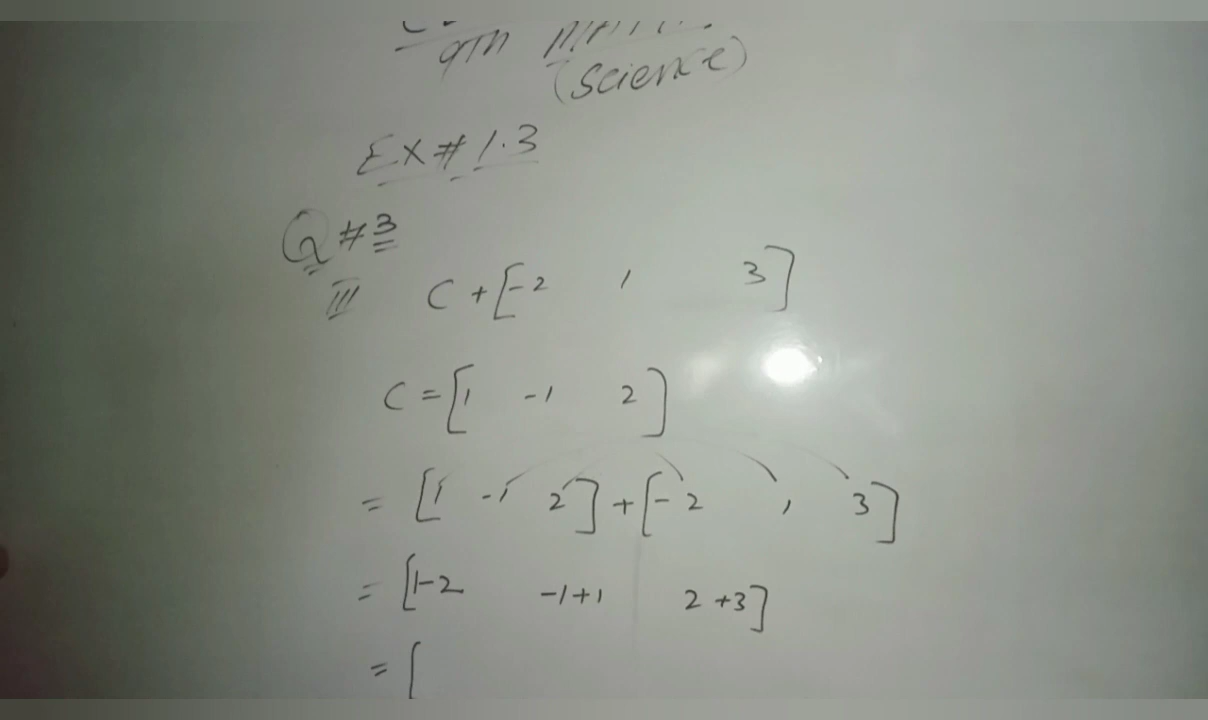 9th
(Science)
Ex # 1.3
Q # 3
III C + [-2 1 3]
C = [1 -1 2]
= [1 -1 2] + [-2 1 3]
= [1-2 -1+1 2+3]
= [